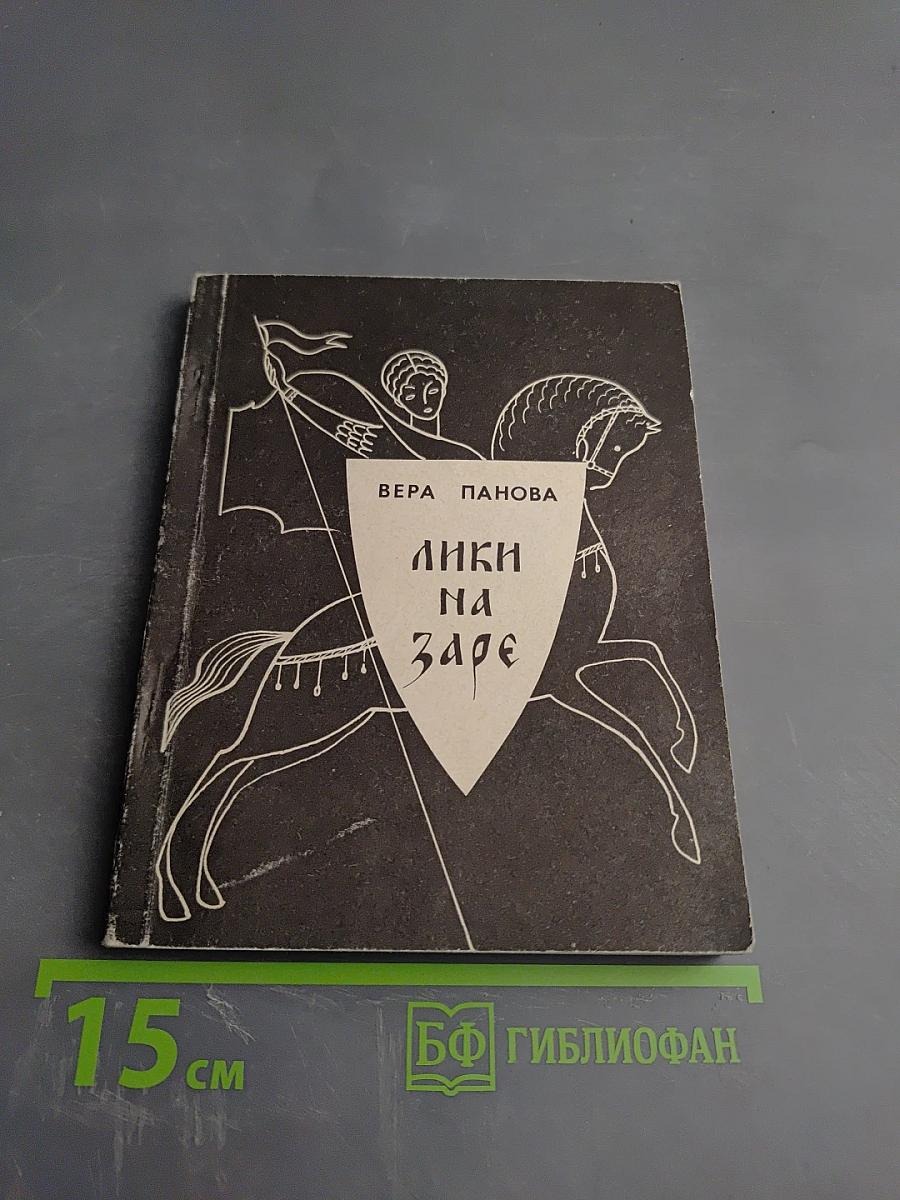 ВЕРА ПАНОВА
ЛИКИ
НА
ЗАРЕ
15 СМ
БФ ГИБЛИОФАН